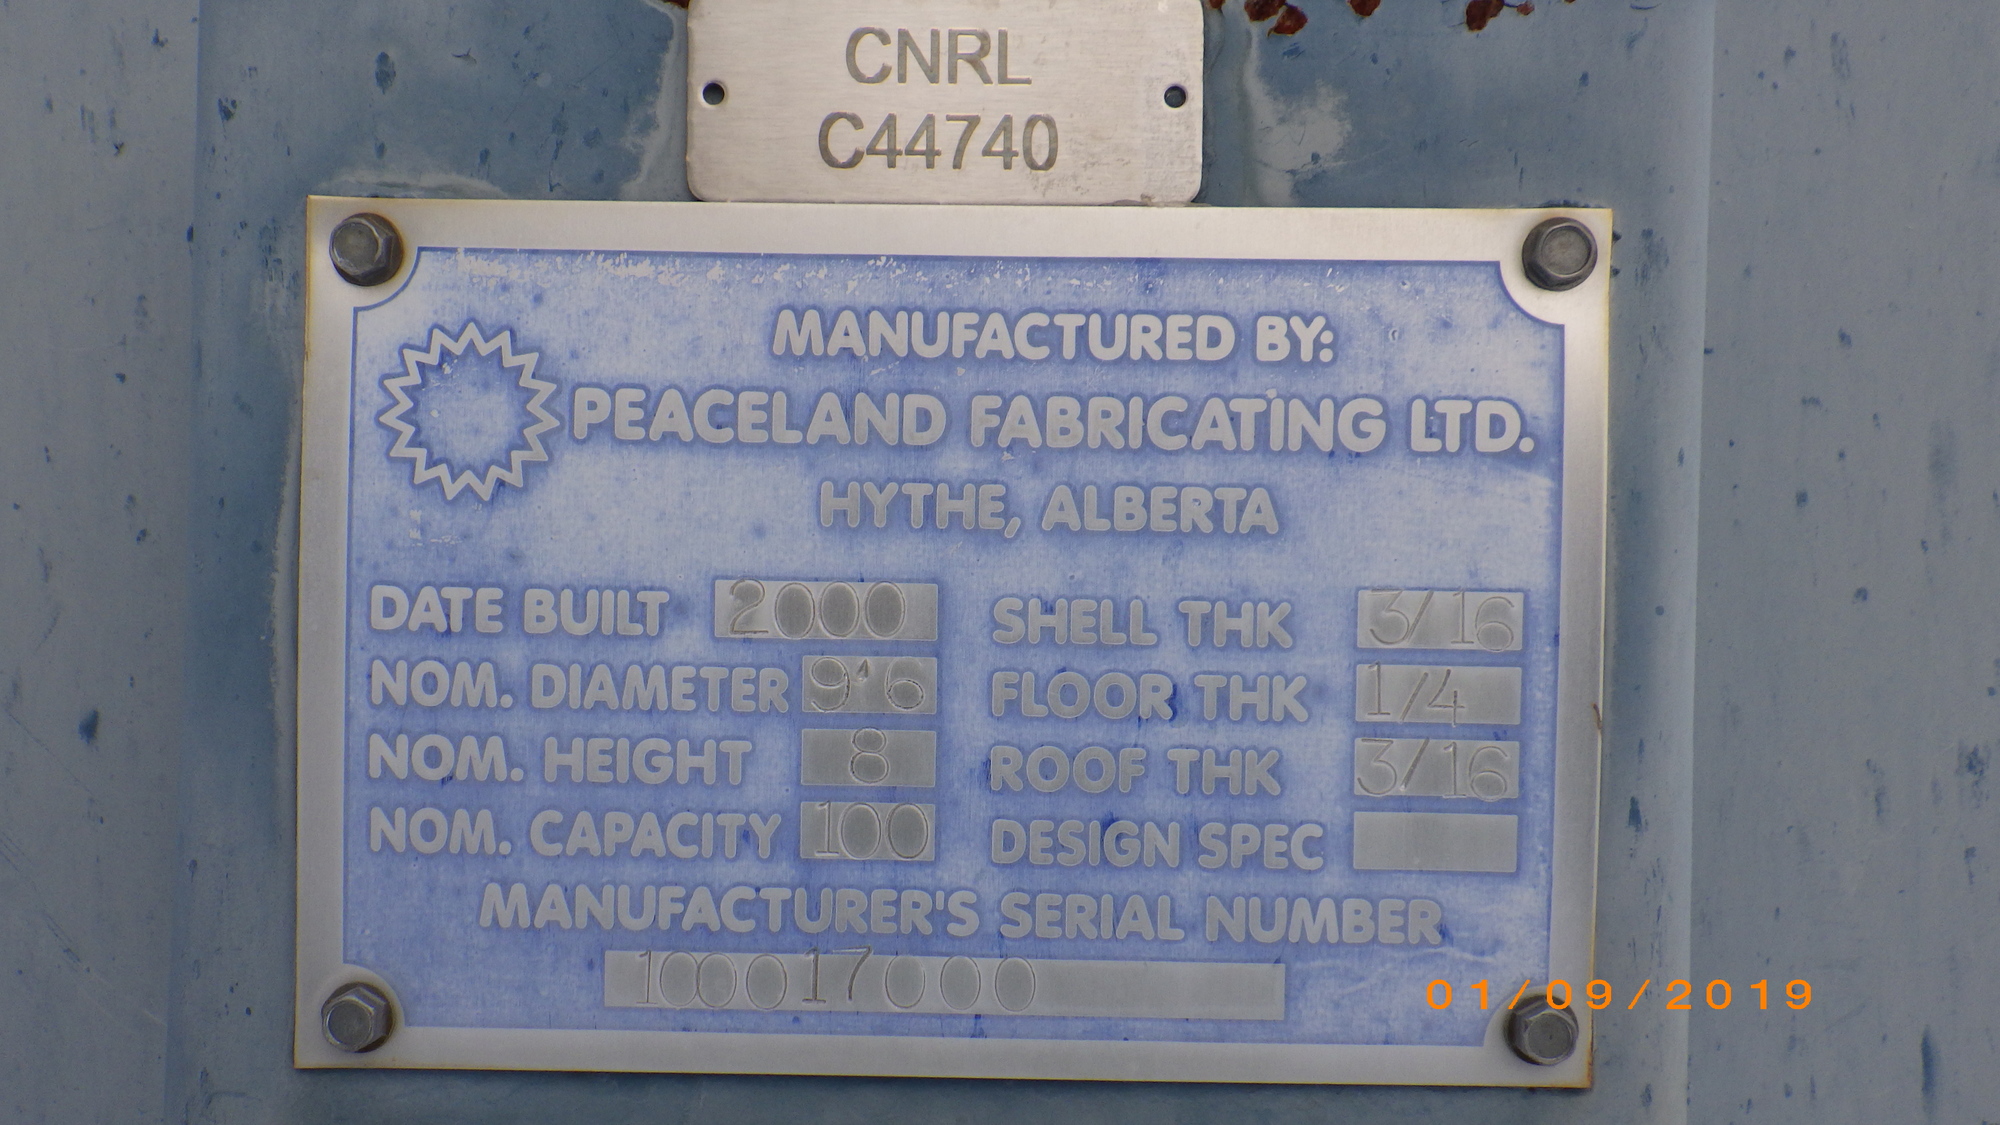 CNRL
C44740
MANUFACTURED BY:
PEACELAND FABRICATING LTD.
HYTHE, ALBERTA
DATE BUILT 2000 SHELL THK 3/16
NOM. DIAMETER 9'6 FLOOR THK 1/4
NOM. HEIGHT 8 ROOF THK 3/16
NOM. CAPACITY 100 DESIGN SPEC
MANUFACTURER'S SERIAL NUMBER
100017000
01/09/2019